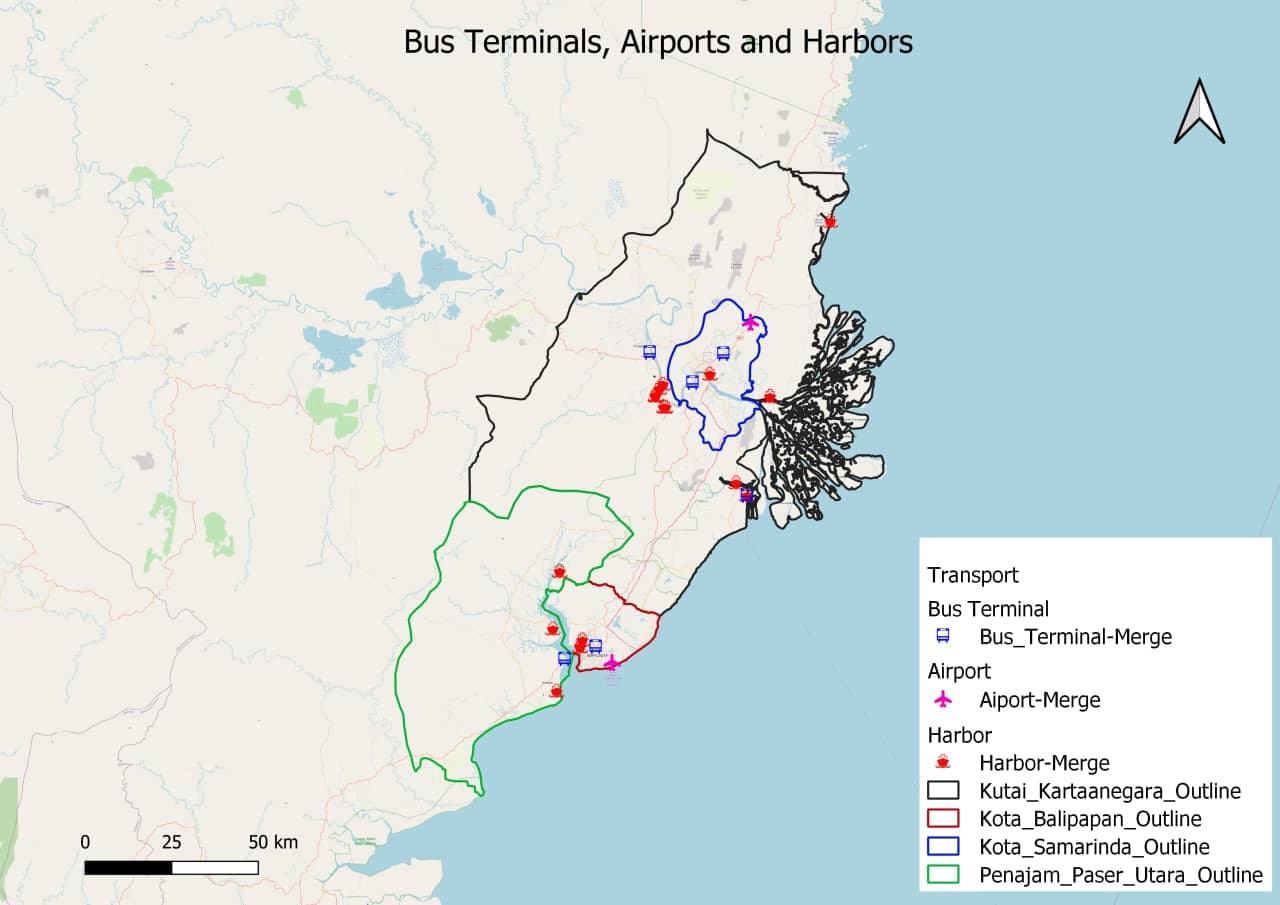 Bus Terminals, Airports and Harbors
Transport
Bus Terminal
Bus_Terminal-Merge
Airport
Aiport-Merge
Harbor
Harbor-Merge
Kutai_Kartaanegara_Outline
Kota_Balipapan_Outline
Kota_Samarinda_Outline
Penajam_Paser_Utara_Outline
0 25 50 km